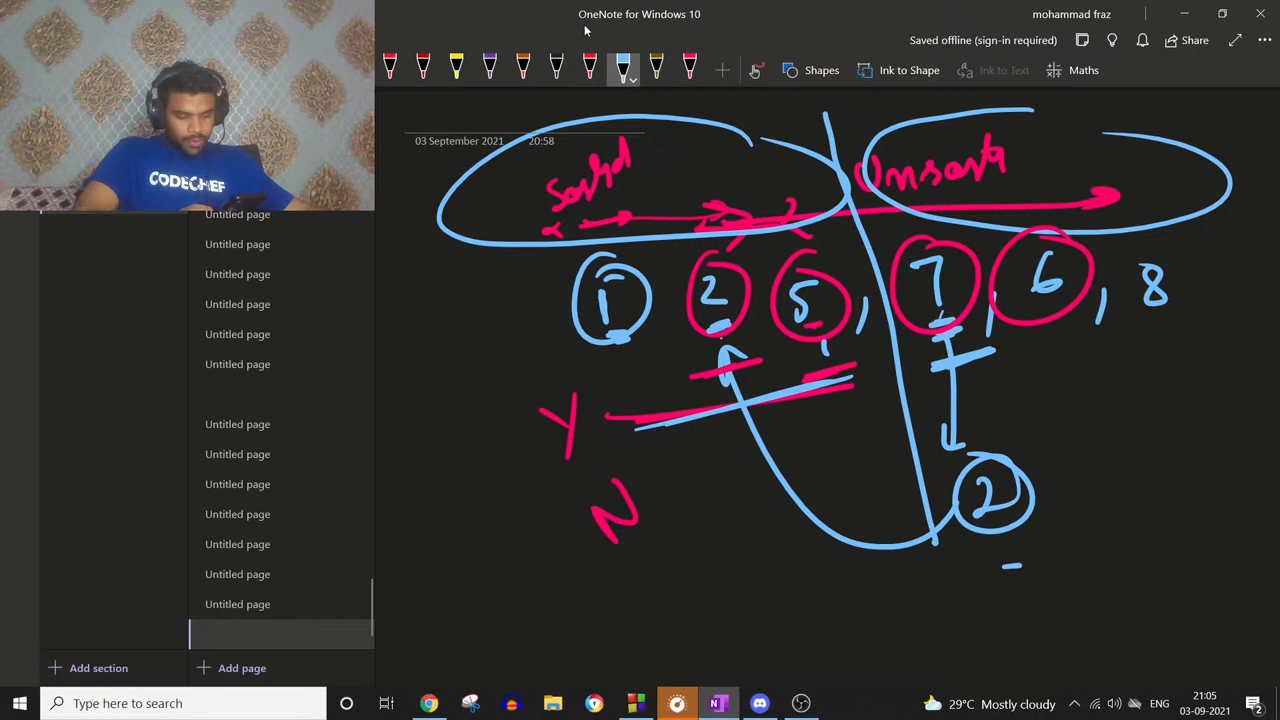 OneNote for Windows 10
mohammad fraz
Saved offline (sign-in required)
Share
Shapes
Ink to Shape
Ink to Text
Maths
03 September 2021
20:58
CODECHEF
1 2 5, 7, 6, 8
Y
N
2
Untitled page
Untitled page
Untitled page
Untitled page
Untitled page
Untitled page
Untitled page
Untitled page
Untitled page
Untitled page
Untitled page
Untitled page
Untitled page
Add section
Add page
Type here to search
29°C Mostly cloudy
ENG
21:05
03-09-2021
2